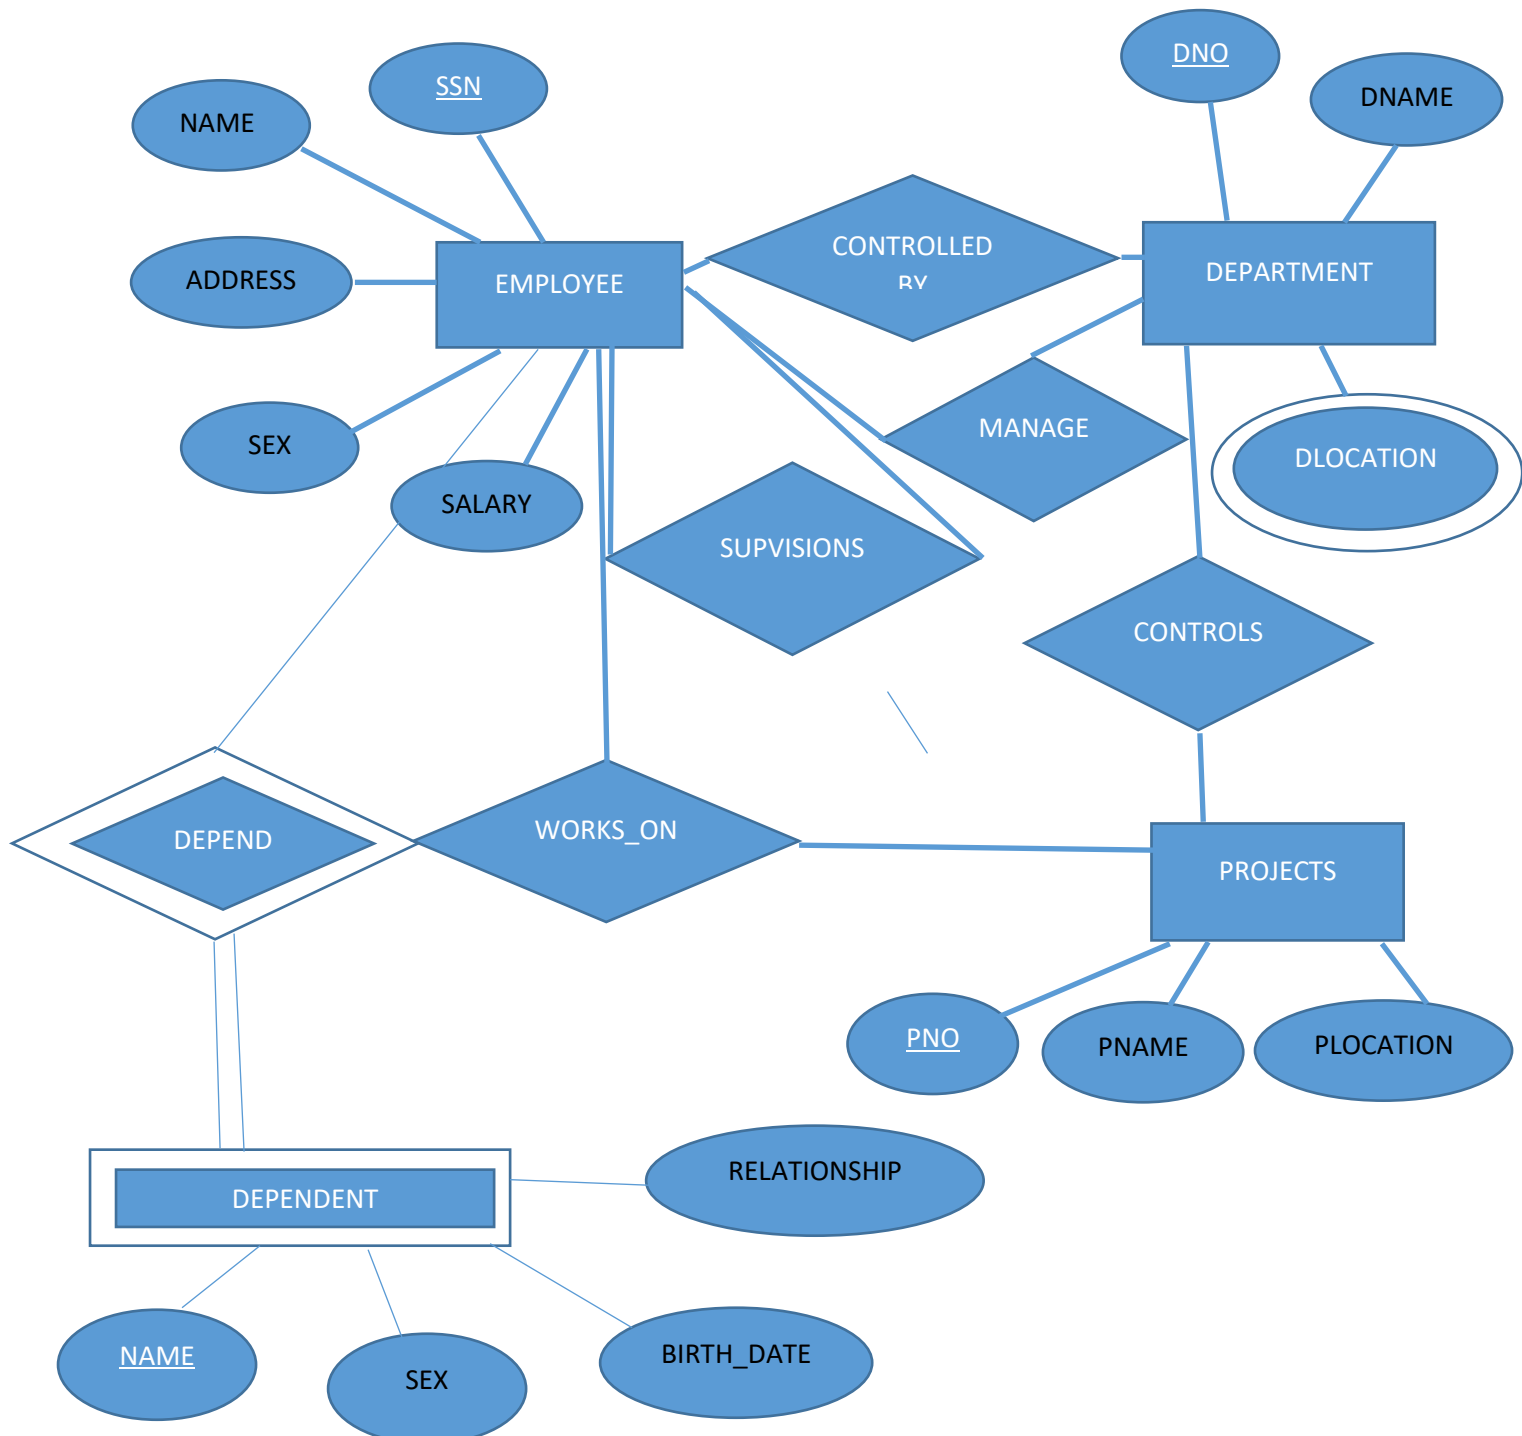 DNO
SSN
DNAME
NAME
CONTROLLED
BY
DEPARTMENT
ADDRESS
EMPLOYEE
MANAGE
SEX
DLOCATION
SALARY
SUPVISIONS
CONTROLS
DEPEND
WORKS_ON
PROJECTS
PNO
PNAME
PLOCATION
RELATIONSHIP
DEPENDENT
NAME
SEX
BIRTH_DATE